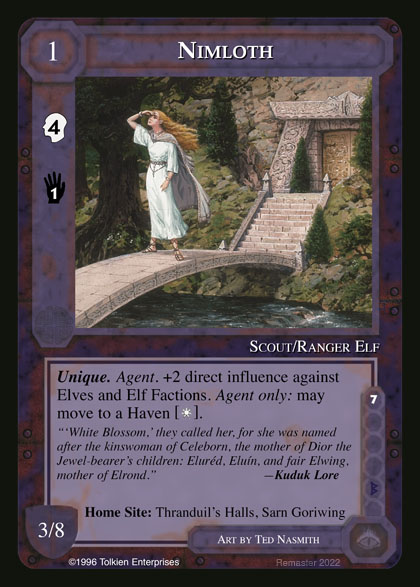 1
NIMLOTH
4
1
SCOUT/RANGER ELF
Unique. Agent. +2 direct influence against
Elves and Elf Factions. Agent only: may
move to a Haven [☀].
7
“‘White Blossom,’ they called her, for she was named
after the kinswoman of Celeborn, the mother of Dior the
Jewel-bearer’s children: Eluréd, Eluín, and fair Elwing,
mother of Elrond.” —Kuduk Lore
Home Site: Thranduil’s Halls, Sarn Goriwing
3/8
ART BY TED NASMITH
©1996 Tolkien Enterprises
Remaster 2022